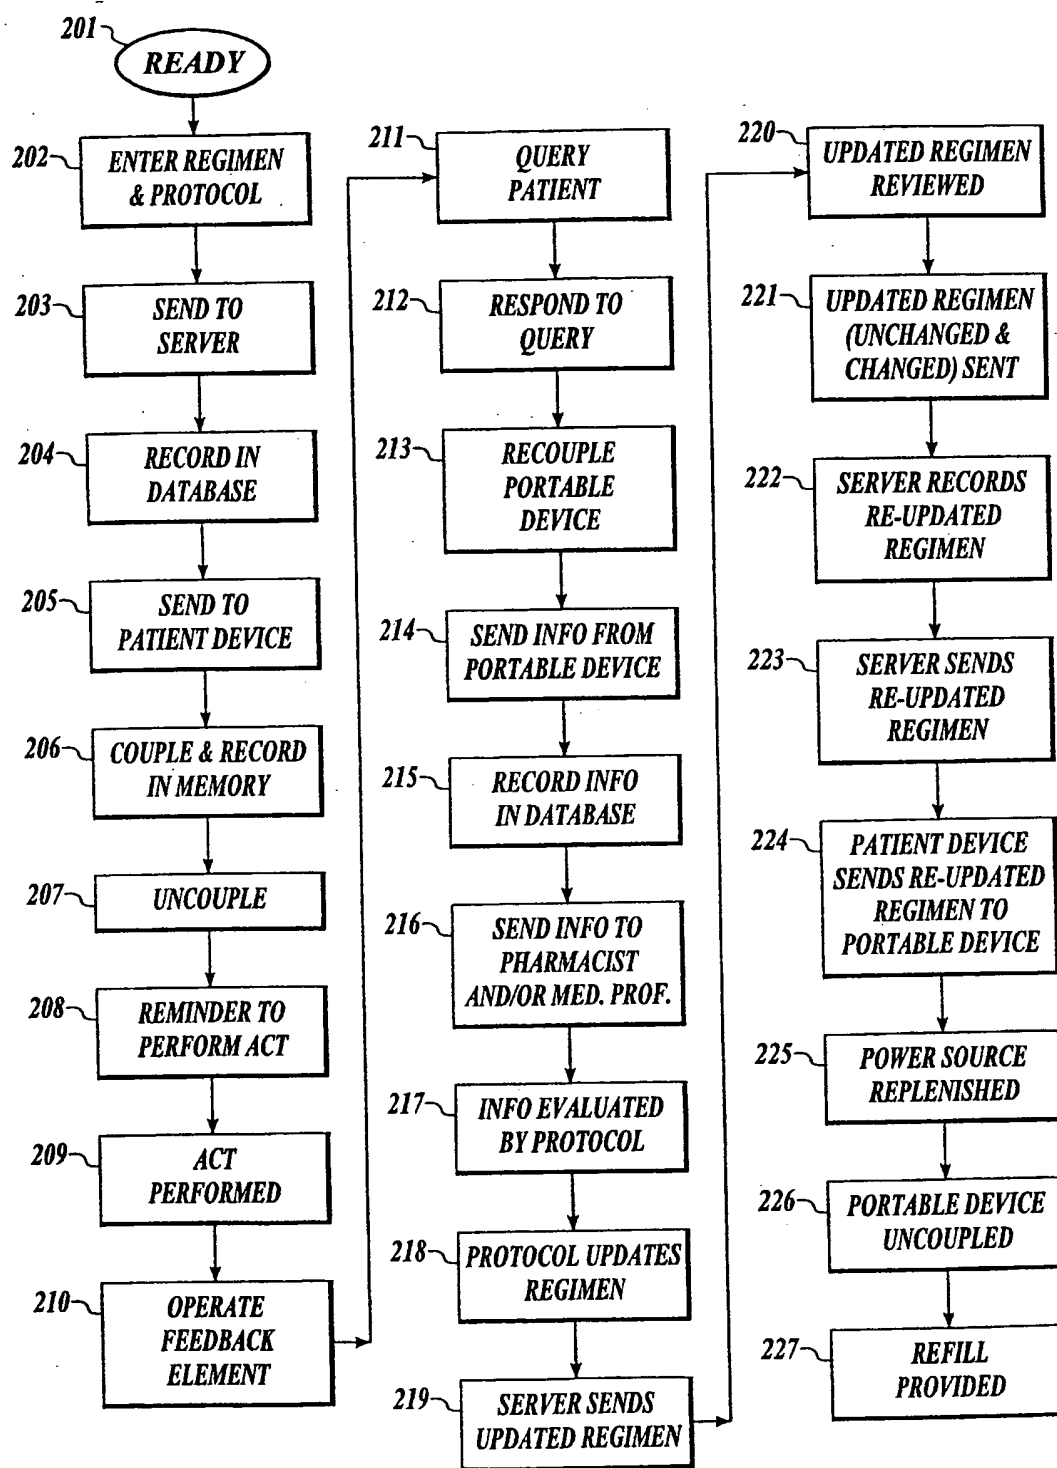 201
READY
202
ENTER REGIMEN
& PROTOCOL
203
SEND TO
SERVER
204
RECORD IN
DATABASE
205
SEND TO
PATIENT DEVICE
206
COUPLE & RECORD
IN MEMORY
207
UNCOUPLE
208
REMINDER TO
PERFORM ACT
209
ACT
PERFORMED
210
OPERATE
FEEDBACK
ELEMENT
211
QUERY
PATIENT
212
RESPOND TO
QUERY
213
RECOUPLE
PORTABLE
DEVICE
214
SEND INFO FROM
PORTABLE DEVICE
215
RECORD INFO
IN DATABASE
216
SEND INFO TO
PHARMACIST
AND/OR MED. PROF.
217
INFO EVALUATED
BY PROTOCOL
218
PROTOCOL UPDATES
REGIMEN
219
SERVER SENDS
UPDATED REGIMEN
220
UPDATED REGIMEN
REVIEWED
221
UPDATED REGIMEN
(UNCHANGED &
CHANGED) SENT
222
SERVER RECORDS
RE-UPDATED
REGIMEN
223
SERVER SENDS
RE-UPDATED
REGIMEN
224
PATIENT DEVICE
SENDS RE-UPDATED
REGIMEN TO
PORTABLE DEVICE
225
POWER SOURCE
REPLENISHED
226
PORTABLE DEVICE
UNCOUPLED
227
REFILL
PROVIDED